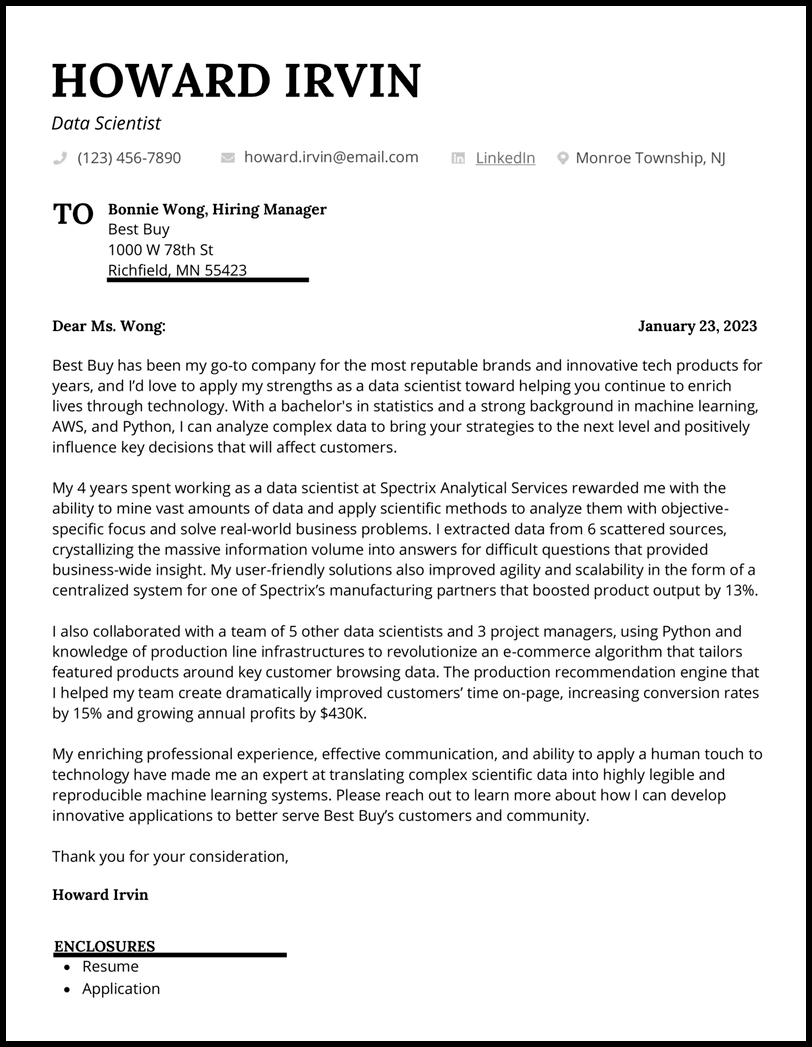 HOWARD IRVIN
Data Scientist
(123) 456-7890 howard.irvin@email.com LinkedIn Monroe Township, NJ
TO Bonnie Wong, Hiring Manager
Best Buy
1000 W 78th St
Richfield, MN 55423
Dear Ms. Wong: January 23, 2023
Best Buy has been my go-to company for the most reputable brands and innovative tech products for
years, and I’d love to apply my strengths as a data scientist toward helping you continue to enrich
lives through technology. With a bachelor's in statistics and a strong background in machine learning,
AWS, and Python, I can analyze complex data to bring your strategies to the next level and positively
influence key decisions that will affect customers.
My 4 years spent working as a data scientist at Spectrix Analytical Services rewarded me with the
ability to mine vast amounts of data and apply scientific methods to analyze them with objective-
specific focus and solve real-world business problems. I extracted data from 6 scattered sources,
crystallizing the massive information volume into answers for difficult questions that provided
business-wide insight. My user-friendly solutions also improved agility and scalability in the form of a
centralized system for one of Spectrix’s manufacturing partners that boosted product output by 13%.
I also collaborated with a team of 5 other data scientists and 3 project managers, using Python and
knowledge of production line infrastructures to revolutionize an e-commerce algorithm that tailors
featured products around key customer browsing data. The production recommendation engine that
I helped my team create dramatically improved customers’ time on-page, increasing conversion rates
by 15% and growing annual profits by $430K.
My enriching professional experience, effective communication, and ability to apply a human touch to
technology have made me an expert at translating complex scientific data into highly legible and
reproducible machine learning systems. Please reach out to learn more about how I can develop
innovative applications to better serve Best Buy’s customers and community.
Thank you for your consideration,
Howard Irvin
ENCLOSURES
• Resume
• Application